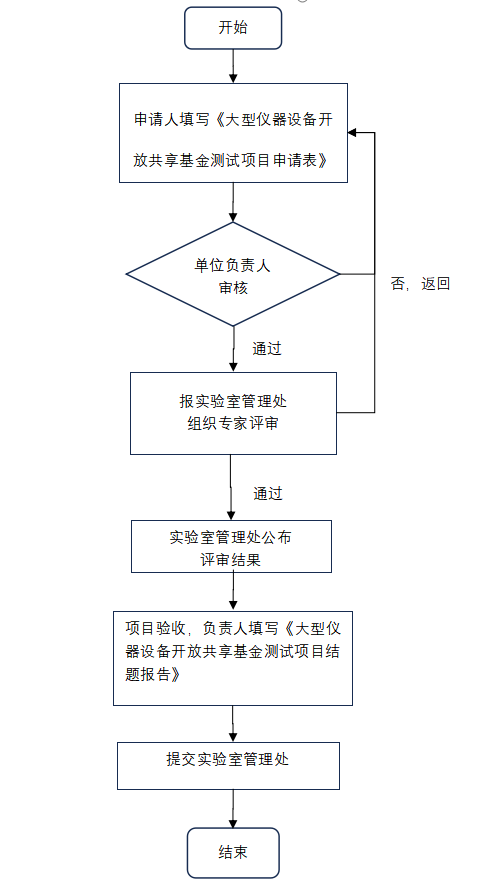 开始
申请人填写《大型仪器设备开
放共享基金测试项目申请表》
单位负责人
审核
否，返回
通过
报实验室管理处
组织专家评审
通过
实验室管理处公布
评审结果
项目验收，负责人填写《大型仪
器设备开放共享基金测试项目结
题报告》
提交实验室管理处
结束